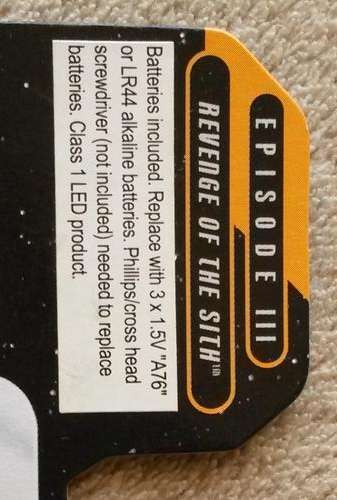 EPISODE III
REVENGE OF THE SITH
Batteries included. Replace with 3 x 1.5V "A76"
or LR44 alkaline batteries. Phillips/cross head
screwdriver (not included) needed to replace
batteries. Class 1 LED product.